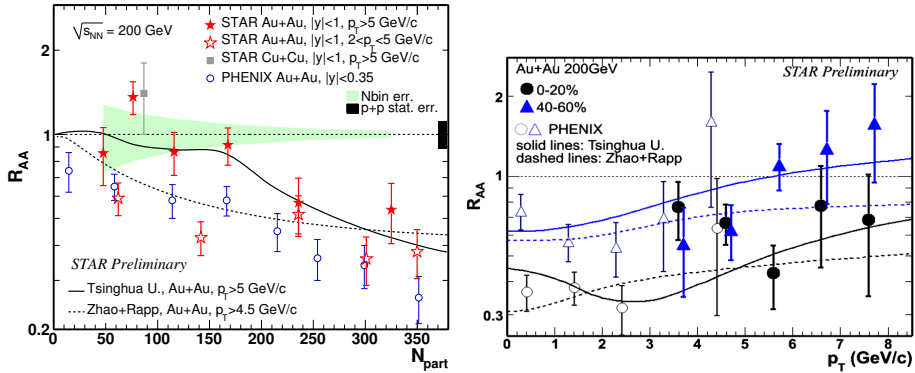 √s_NN = 200 GeV
STAR Au+Au, |y|<1, p_T>5 GeV/c
STAR Au+Au, |y|<1, 2<p_T<5 GeV/c
STAR Cu+Cu, |y|<1, p_T>5 GeV/c
PHENIX Au+Au, |y|<0.35
Nbin err.
p+p stat. err.
2
1
0.2
R_AA
STAR Preliminary
Tsinghua U., Au+Au, p_T>5 GeV/c
Zhao+Rapp, Au+Au, p_T>4.5 GeV/c
0 50 100 150 200 250 300 350
N_part
Au+Au 200GeV
STAR Preliminary
0-20%
40-60%
PHENIX
solid lines: Tsinghua U.
dashed lines: Zhao+Rapp
2
1
0.3
R_AA
0 1 2 3 4 5 6 7 8
p_T (GeV/c)